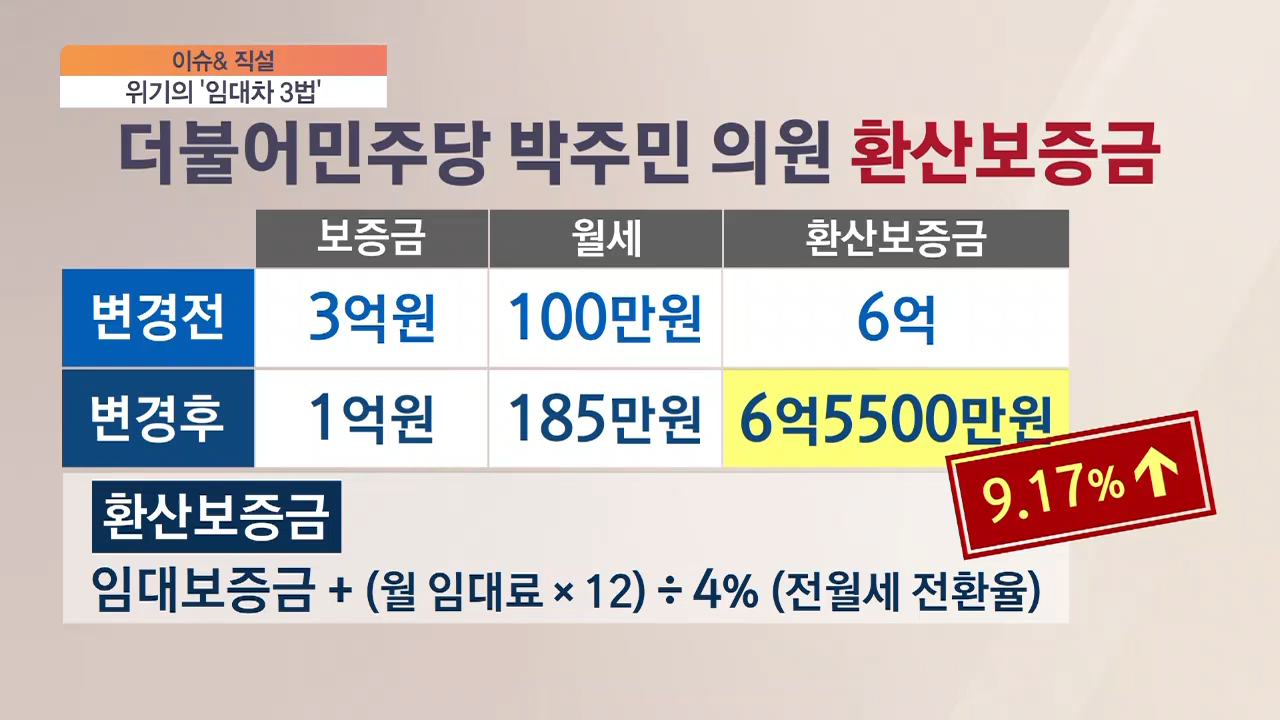 이슈& 직설
위기의 '임대차 3법'
더불어민주당 박주민 의원 환산보증금
보증금 월세 환산보증금
변경전 3억원 100만원 6억
변경후 1억원 185만원 6억5500만원
9.17%↑
환산보증금
임대보증금 + (월 임대료 × 12) ÷ 4% (전월세 전환율)